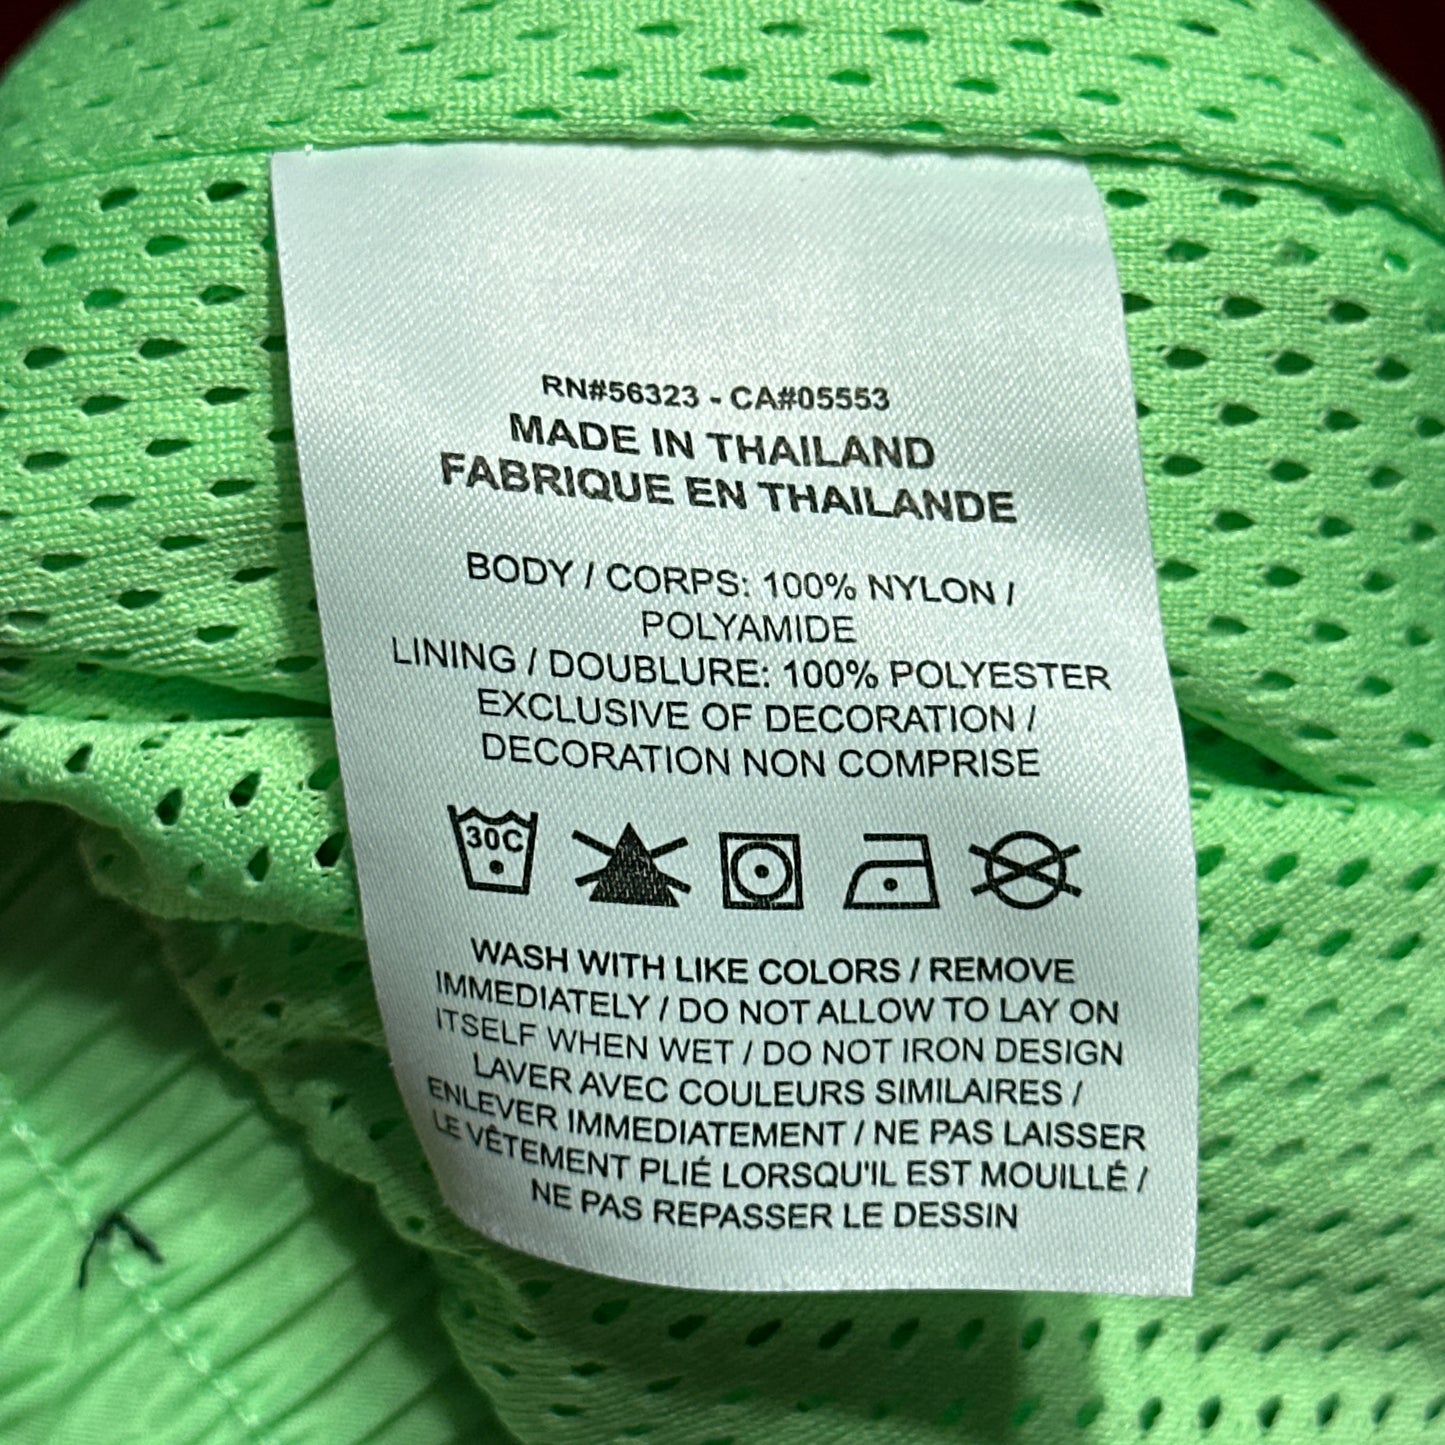 RN#56323 - CA#05553
MADE IN THAILAND
FABRIQUE EN THAILANDE
BODY / CORPS: 100% NYLON /
POLYAMIDE
LINING / DOUBLURE: 100% POLYESTER
EXCLUSIVE OF DECORATION /
DECORATION NON COMPRISE
30C
WASH WITH LIKE COLORS / REMOVE
IMMEDIATELY / DO NOT ALLOW TO LAY ON
ITSELF WHEN WET / DO NOT IRON DESIGN
LAVER AVEC COULEURS SIMILAIRES /
ENLEVER IMMEDIATEMENT / NE PAS LAISSER
LE VÊTEMENT PLIÉ LORSQU'IL EST MOUILLÉ /
NE PAS REPASSER LE DESSIN